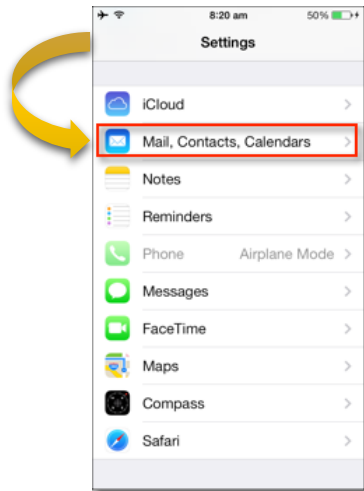 8:20 am 50%
Settings
iCloud
Mail, Contacts, Calendars
Notes
Reminders
Phone Airplane Mode
Messages
FaceTime
Maps
Compass
Safari